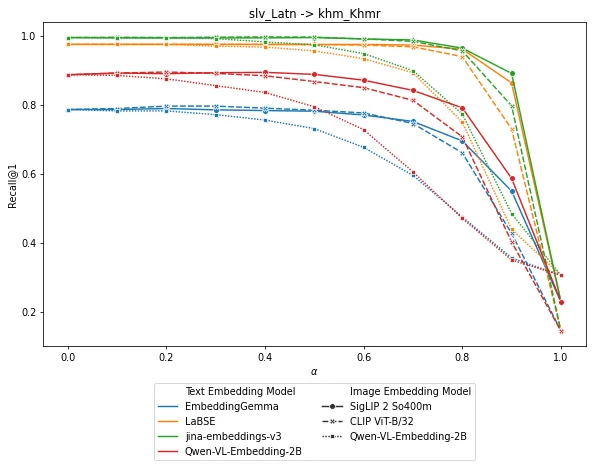 slv_Latn -> khm_Khmr
Recall@1
1.0
0.8
0.6
0.4
0.2
0.0 0.2 0.4 0.6 0.8 1.0
α
Text Embedding Model
EmbeddingGemma
LaBSE
jina-embeddings-v3
Qwen-VL-Embedding-2B
Image Embedding Model
SigLIP 2 So400m
CLIP ViT-B/32
Qwen-VL-Embedding-2B